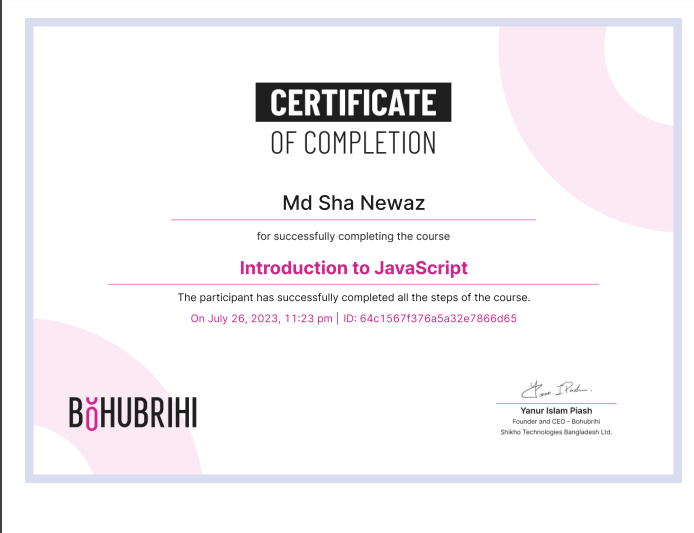 CERTIFICATE
OF COMPLETION
Md Sha Newaz
for successfully completing the course
Introduction to JavaScript
The participant has successfully completed all the steps of the course.
On July 26, 2023, 11:23 pm | ID: 64c1567f376a5a32e7866d65
BŏHUBRIHI
Yanur Islam Piash
Founder and CEO - Bohubrihi
Shikho Technologies Bangladesh Ltd.